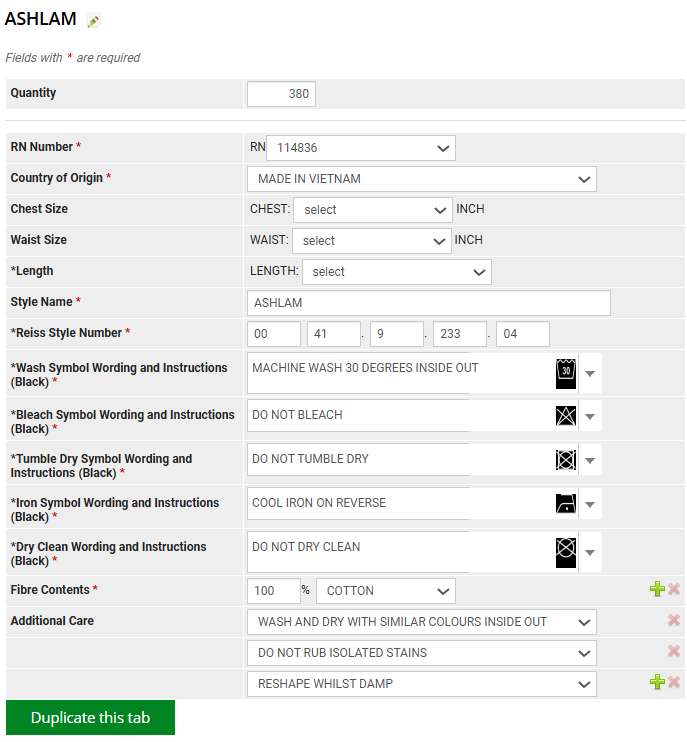 ASHLAM
Fields with * are required
Quantity 380
RN Number * RN 114836
Country of Origin * MADE IN VIETNAM
Chest Size CHEST: select INCH
Waist Size WAIST: select INCH
*Length LENGTH: select
Style Name * ASHLAM
*Reiss Style Number * 00 41 . 9 . 233 . 04
*Wash Symbol Wording and Instructions
(Black) *
MACHINE WASH 30 DEGREES INSIDE OUT 30
*Bleach Symbol Wording and Instructions
(Black) *
DO NOT BLEACH
*Tumble Dry Symbol Wording and
Instructions (Black) *
DO NOT TUMBLE DRY
*Iron Symbol Wording and Instructions
(Black) *
COOL IRON ON REVERSE
*Dry Clean Wording and Instructions
(Black) *
DO NOT DRY CLEAN
Fibre Contents * 100 % COTTON
Additional Care WASH AND DRY WITH SIMILAR COLOURS INSIDE OUT
DO NOT RUB ISOLATED STAINS
RESHAPE WHILST DAMP
Duplicate this tab